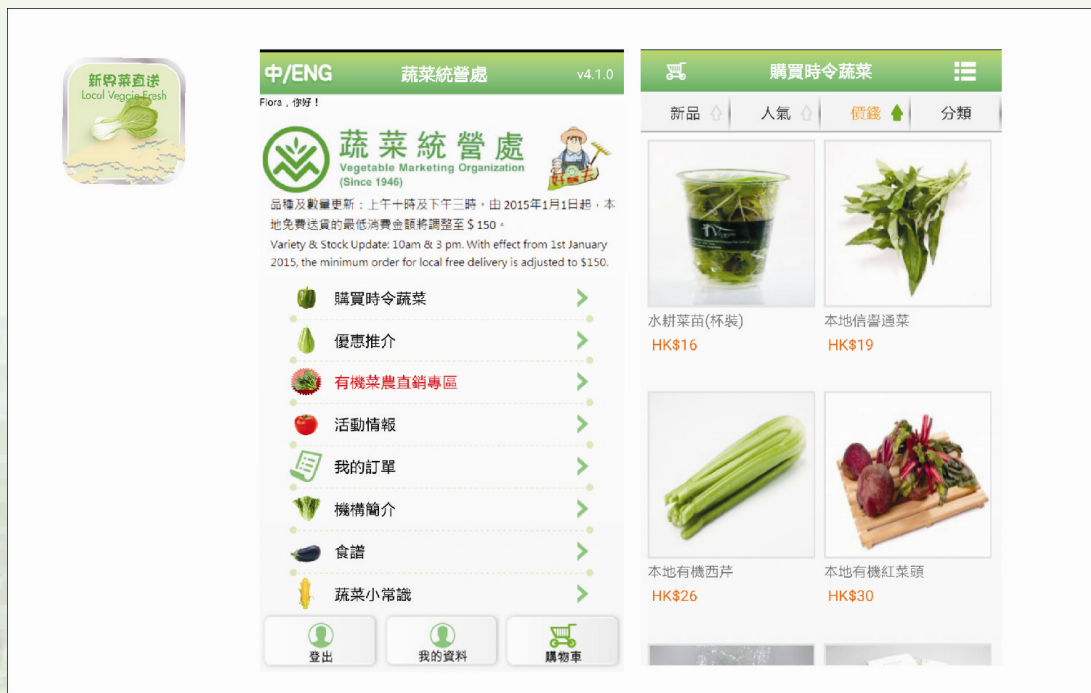 新界菜直送
Local Veggie Fresh
中/ENG
蔬菜統營處
v4.1.0
Flora，你好！
蔬菜統營處
Vegetable Marketing Organization
(Since 1946)
品種及數量更新：上午十時及下午三時。由 2015年1月1日起，本
地免費送貨的最低消費金額將調整至 $ 150。
Variety & Stock Update: 10am & 3 pm. With effect from 1st January
2015, the minimum order for local free delivery is adjusted to $150.
購買時令蔬菜
優惠推介
有機菜農直銷專區
活動情報
我的訂單
機構簡介
食譜
蔬菜小常識
登出
我的資料
購物車
購買時令蔬菜
新品
人氣
價錢
分類
水耕菜苗(杯裝)
HK$16
本地信譽通菜
HK$19
本地有機西芹
HK$26
本地有機紅菜頭
HK$30